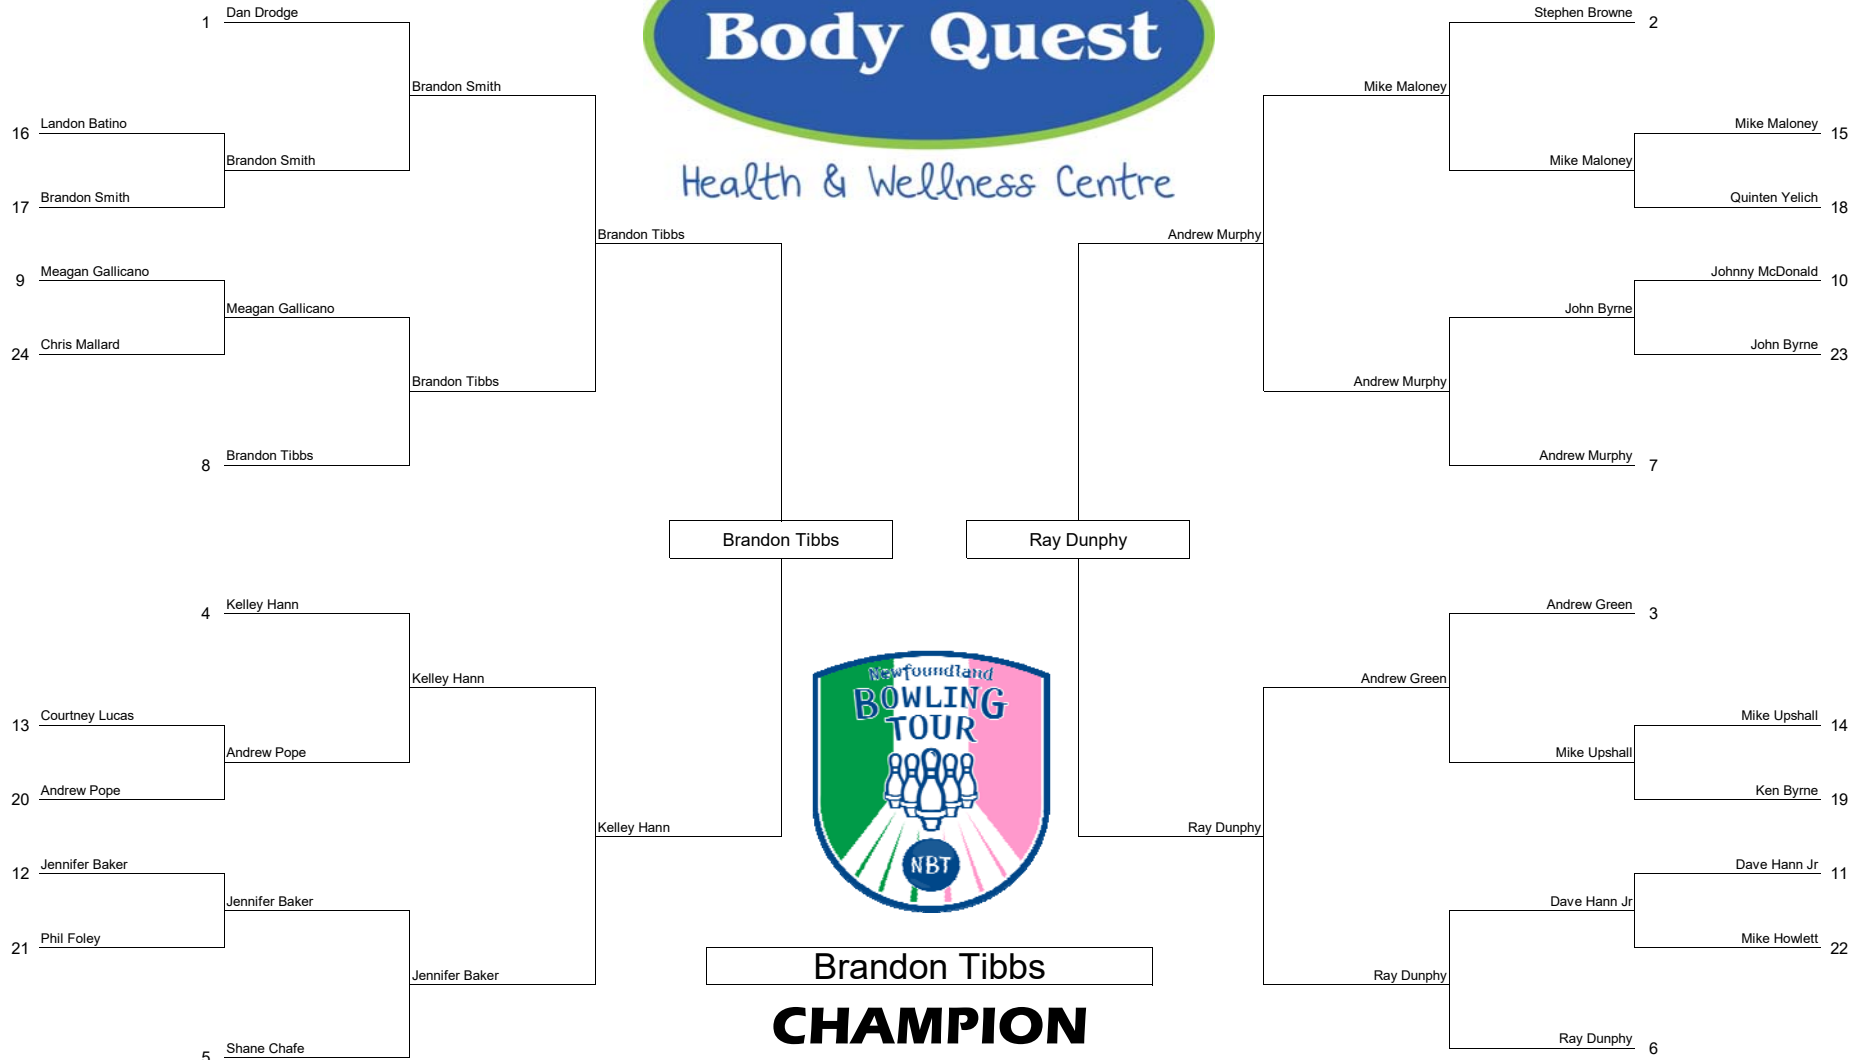 1 Dan Drodge
Brandon Smith
16 Landon Batino
Brandon Smith
17 Brandon Smith
Brandon Tibbs
9 Meagan Gallicano
Meagan Gallicano
24 Chris Mallard
Brandon Tibbs
8 Brandon Tibbs
Brandon Tibbs
4 Kelley Hann
Kelley Hann
13 Courtney Lucas
Andrew Pope
20 Andrew Pope
Kelley Hann
12 Jennifer Baker
Jennifer Baker
21 Phil Foley
Jennifer Baker
5 Shane Chafe
Body Quest
Health & Wellness Centre
Stephen Browne 2
Mike Maloney
Mike Maloney 15
Mike Maloney
Quinten Yelich 18
Andrew Murphy
Johnny McDonald 10
John Byrne
John Byrne 23
Andrew Murphy
Andrew Murphy 7
Ray Dunphy
Andrew Green 3
Andrew Green
Mike Upshall 14
Mike Upshall
Ken Byrne 19
Ray Dunphy
Dave Hann Jr 11
Dave Hann Jr
Mike Howlett 22
Ray Dunphy
Ray Dunphy 6
Newfoundland
BOWLING
TOUR
NBT
Brandon Tibbs
CHAMPION